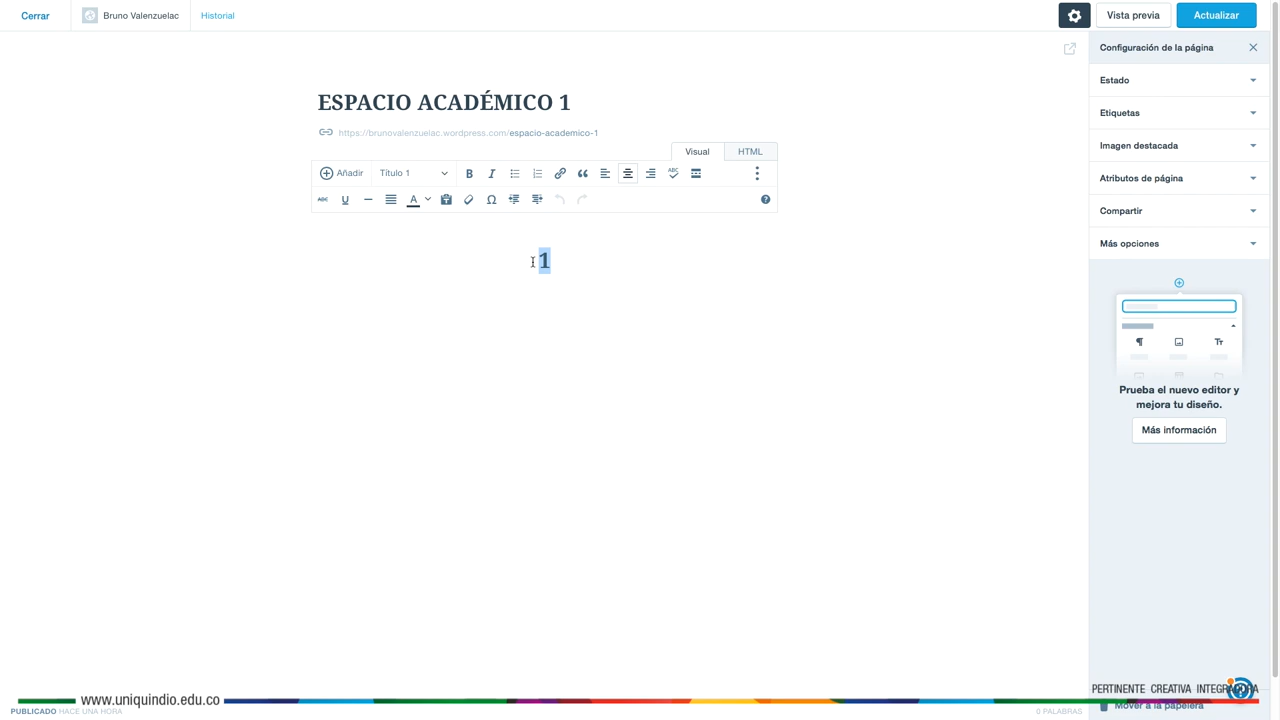 Cerrar
Bruno Valenzuelac
Historial
Vista previa
Actualizar
Configuración de la página
Estado
ESPACIO ACADÉMICO 1
Etiquetas
https://brunovalenzuelac.wordpress.com/espacio-academico-1
Visual
HTML
Imagen destacada
Añadir
Título 1
B
I
ABC
Atributos de página
ABC
U
A
Ω
Compartir
Más opciones
1
Tr
Prueba el nuevo editor y
mejora tu diseño.
Más información
PERTINENTE CREATIVA INTEGRADORA
www.uniquindio.edu.co
Mover a la papelera
PUBLICADO HACE UNA HORA
0 PALABRAS